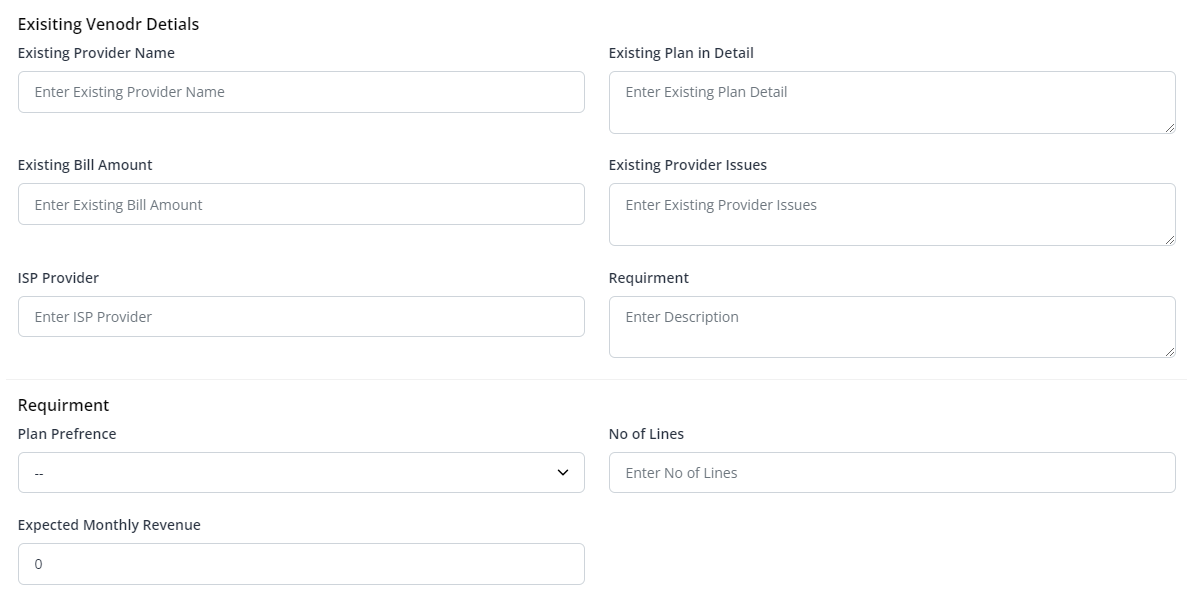 Exisiting Venodr Detials
Existing Provider Name
Existing Plan in Detail
Enter Existing Provider Name
Enter Existing Plan Detail
Existing Bill Amount
Existing Provider Issues
Enter Existing Bill Amount
Enter Existing Provider Issues
ISP Provider
Requirment
Enter ISP Provider
Enter Description
Requirment
Plan Prefrence
No of Lines
--
Enter No of Lines
Expected Monthly Revenue
0